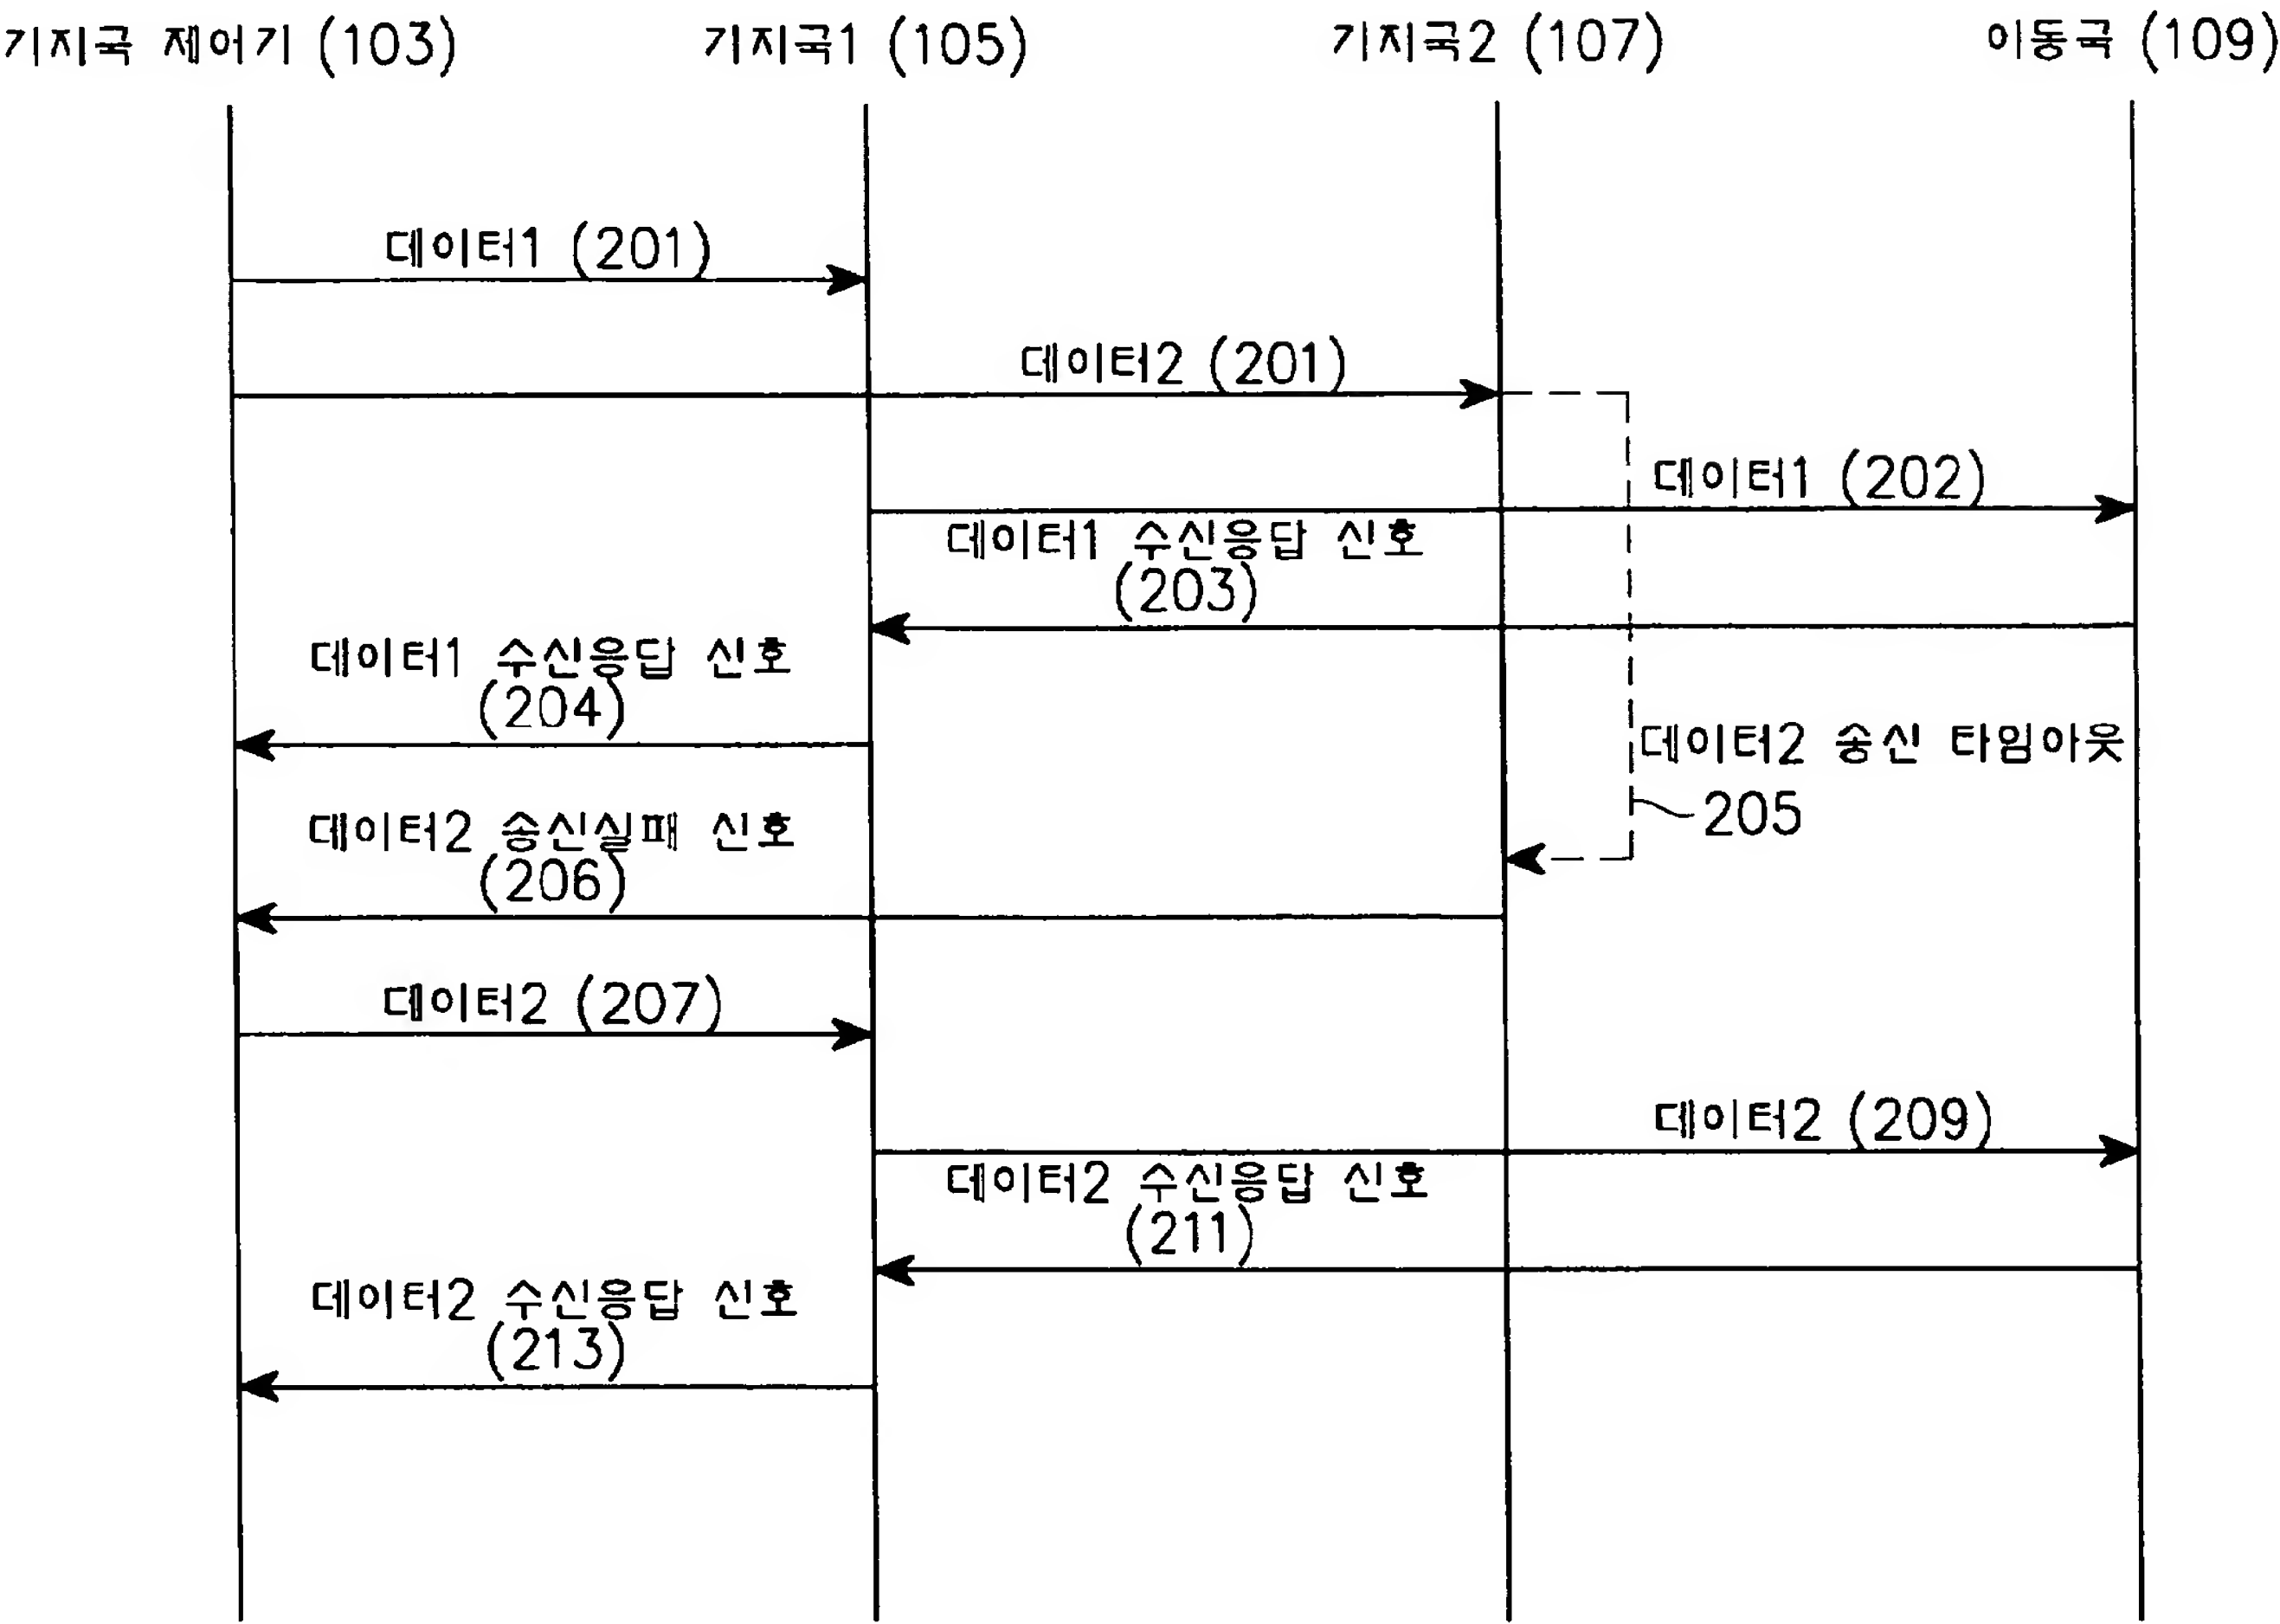 기지국 제어기 (103)
기지국1 (105)
기지국2 (107)
이동국 (109)
데이터1 (201)
데이터2 (201)
데이터1 (202)
데이터1 수신응답 신호
(203)
데이터1 수신응답 신호
(204)
데이터2 송신 타임아웃
205
데이터2 송신실패 신호
(206)
데이터2 (207)
데이터2 (209)
데이터2 수신응답 신호
(211)
데이터2 수신응답 신호
(213)